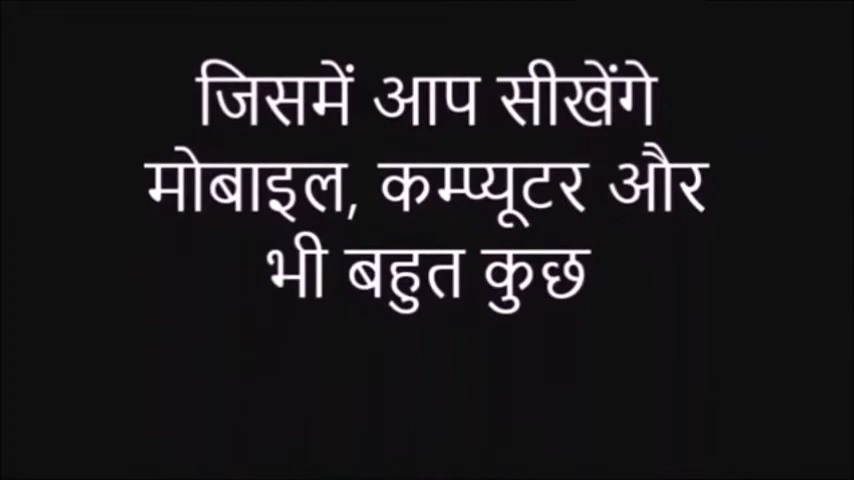 जिसमें आप सीखेंगे
मोबाइल, कम्प्यूटर और
भी बहुत कुछ